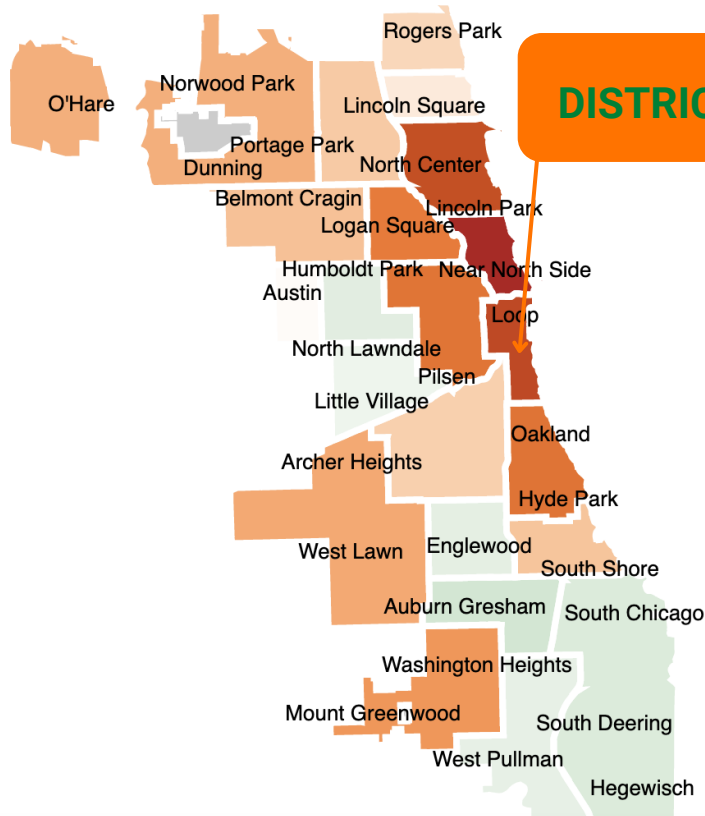 Rogers Park
Norwood Park
O'Hare
Lincoln Square
DISTRIC
Portage Park
Dunning
North Center
Belmont Cragin
Lincoln Park
Logan Square
Humboldt Park
Near North Side
Austin
Loop
North Lawndale
Pilsen
Little Village
Oakland
Archer Heights
Hyde Park
West Lawn
Englewood
South Shore
Auburn Gresham
South Chicago
Washington Heights
Mount Greenwood
South Deering
West Pullman
Hegewisch